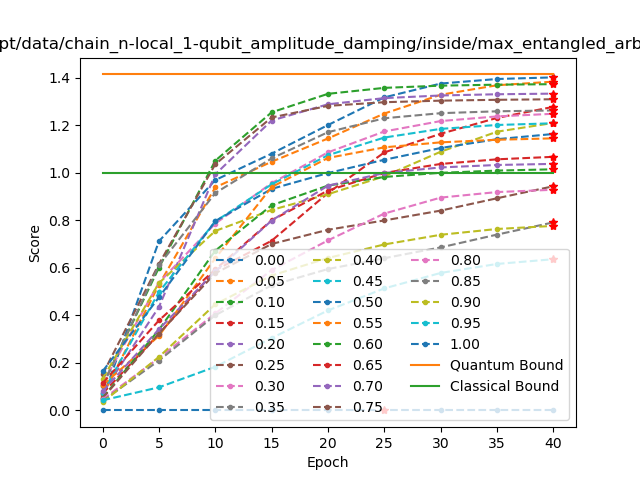 pt/data/chain_n-local_1-qubit_amplitude_damping/inside/max_entangled_arb
Score
1.4
1.2
1.0
0.8
0.6
0.4
0.2
0.0
0.00 0.40 0.80
0.05 0.45 0.85
0.10 0.50 0.90
0.15 0.55 0.95
0.20 0.60 1.00
0.25 0.65 Quantum Bound
0.30 0.70 Classical Bound
0.35 0.75
0 5 10 15 20 25 30 35 40
Epoch